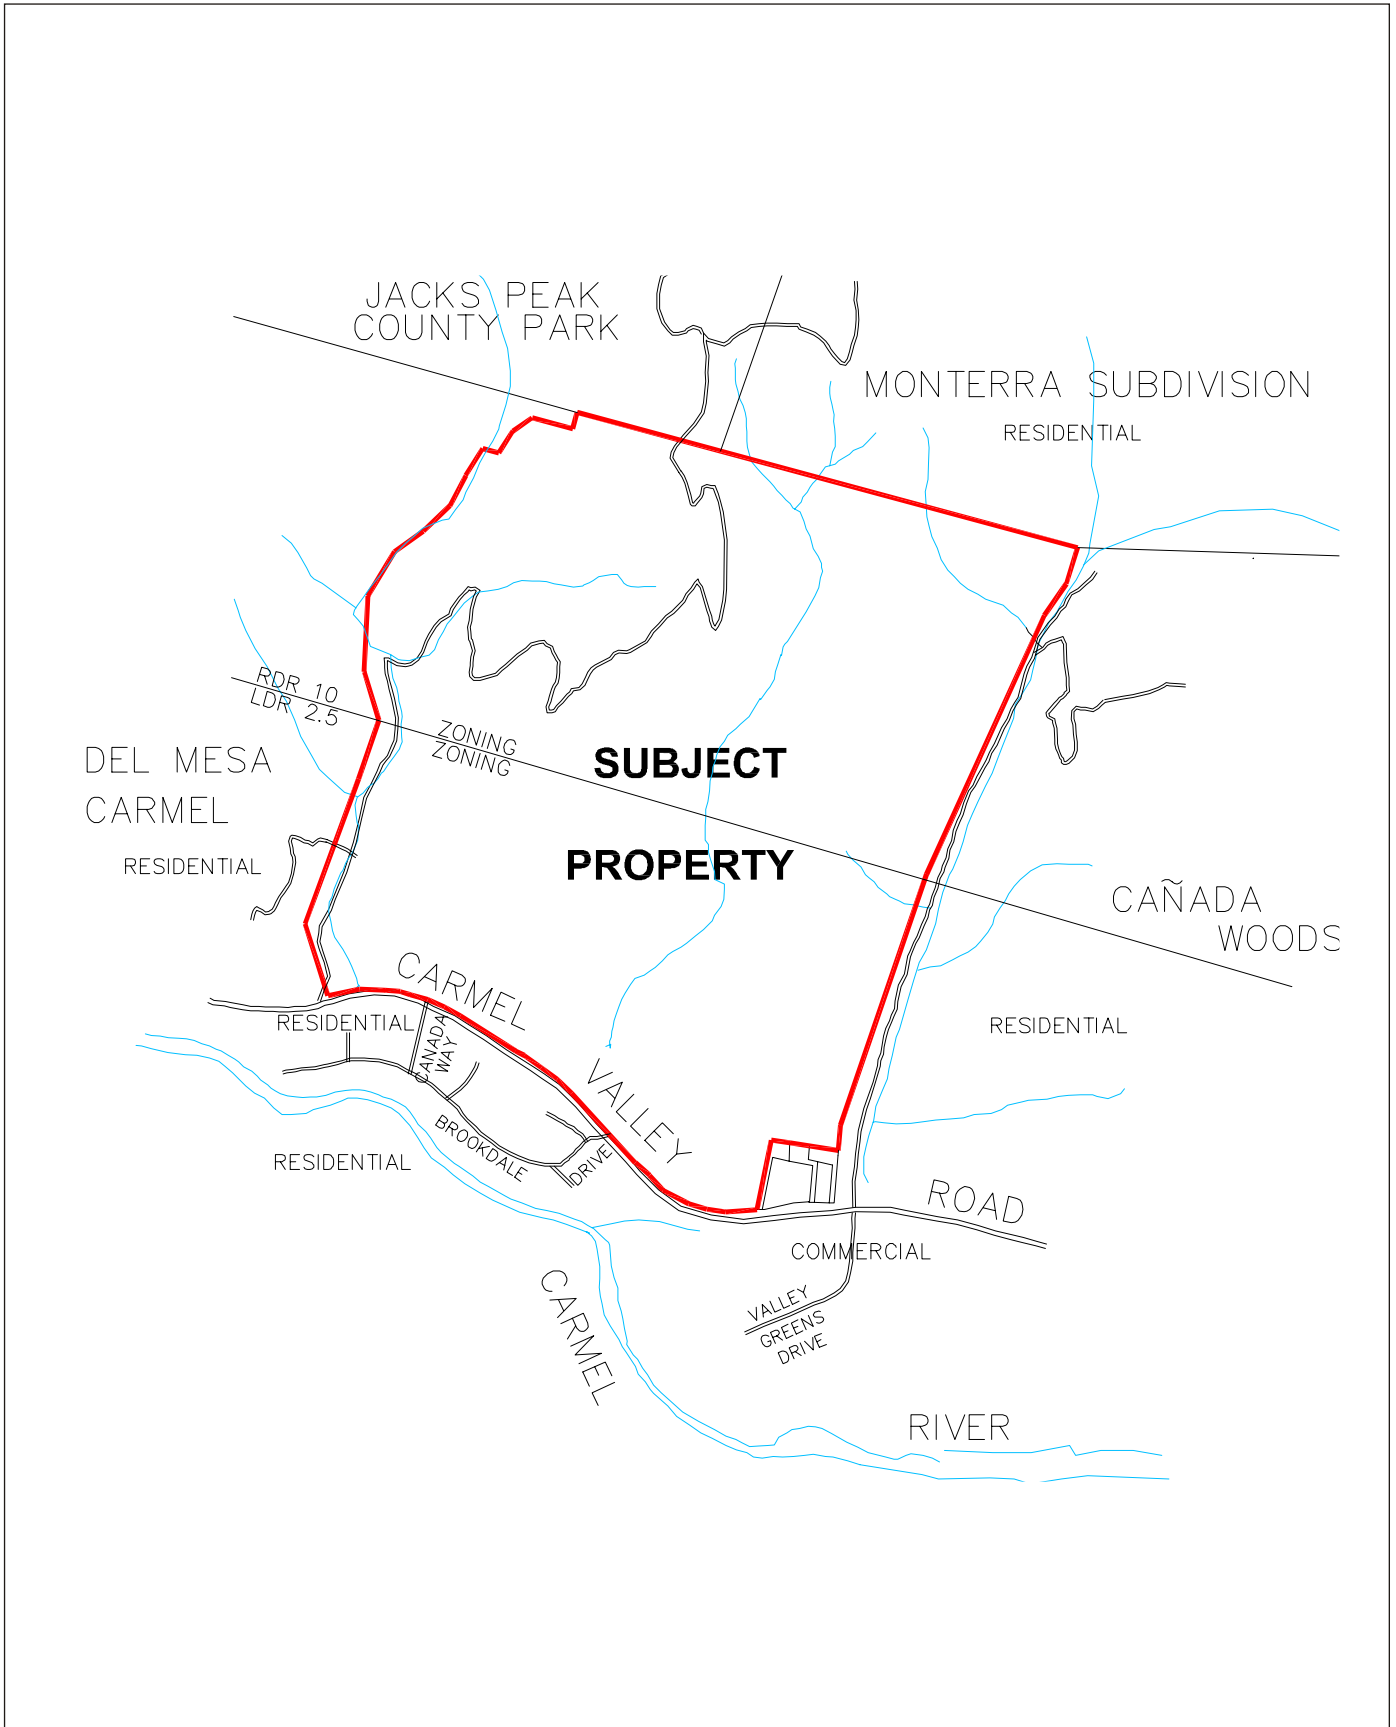 JACKS PEAK
COUNTY PARK
MONTERRA SUBDIVISION
RESIDENTIAL
RDR 10
LDR 2.5
ZONING
ZONING
SUBJECT
PROPERTY
DEL MESA
CARMEL
RESIDENTIAL
CAÑADA
WOODS
RESIDENTIAL
CARMEL
VALLEY
ROAD
RESIDENTIAL
CANADA
WAY
BROOKDALE
DRIVE
RESIDENTIAL
COMMERCIAL
VALLEY
GREENS
DRIVE
CARMEL
RIVER